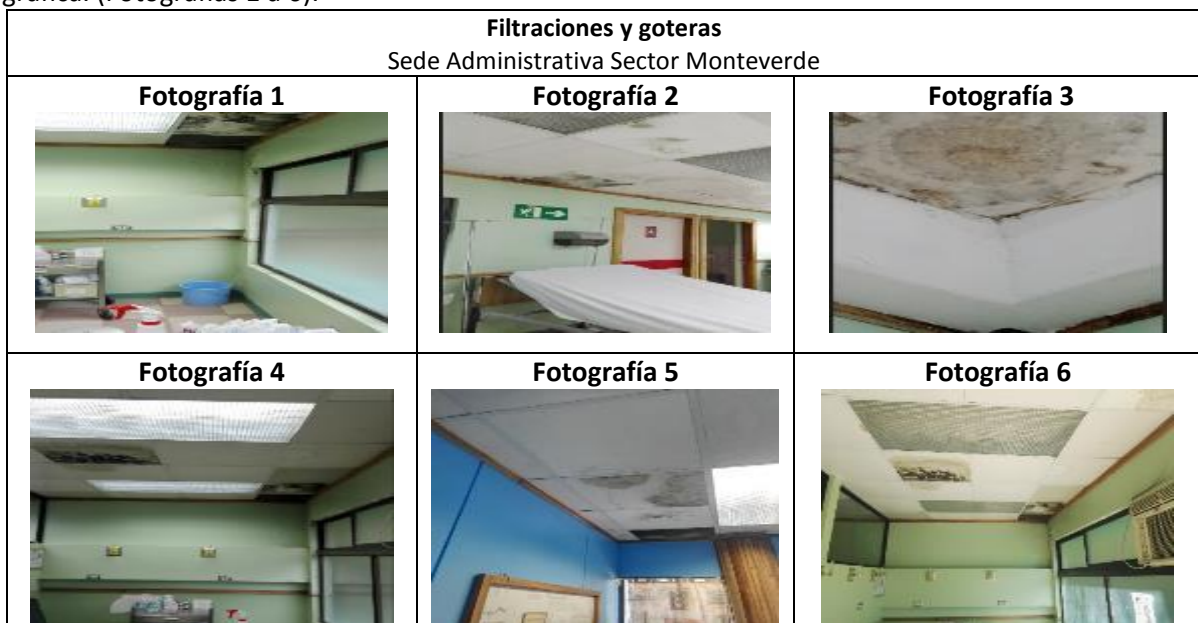 Filtraciones y goteras
Sede Administrativa Sector Monteverde
Fotografía 1
Fotografía 2
Fotografía 3
Fotografía 4
Fotografía 5
Fotografía 6